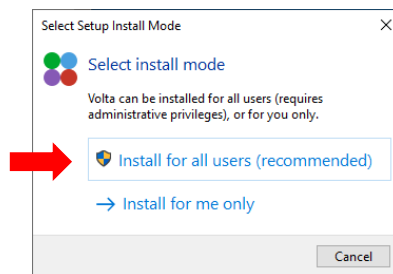 Select Setup Install Mode
Select install mode
Volta can be installed for all users (requires
administrative privileges), or for you only.
Install for all users (recommended)
Install for me only
Cancel